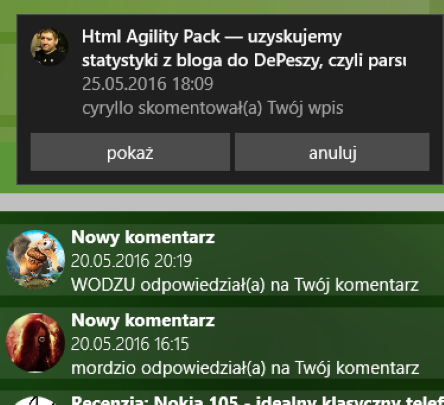 Html Agility Pack — uzyskujemy
statystyki z bloga do DePeszy, czyli parsu
25.05.2016 18:09
cyryllo skomentował(a) Twój wpis
pokaż
anuluj
Nowy komentarz
20.05.2016 20:19
WODZU odpowiedział(a) na Twój komentarz
Nowy komentarz
20.05.2016 16:15
mordzio odpowiedział(a) na Twój komentarz
Recenzja: Nokia 105 - idealny klasyczny telef